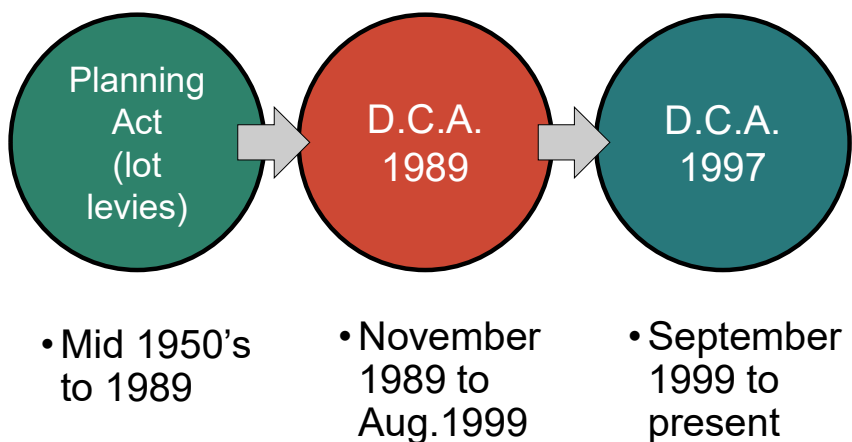 Planning
Act
(lot
levies)
D.C.A.
1989
D.C.A.
1997
•Mid 1950's
to 1989
•November
1989 to
Aug.1999
•September
1999 to
present